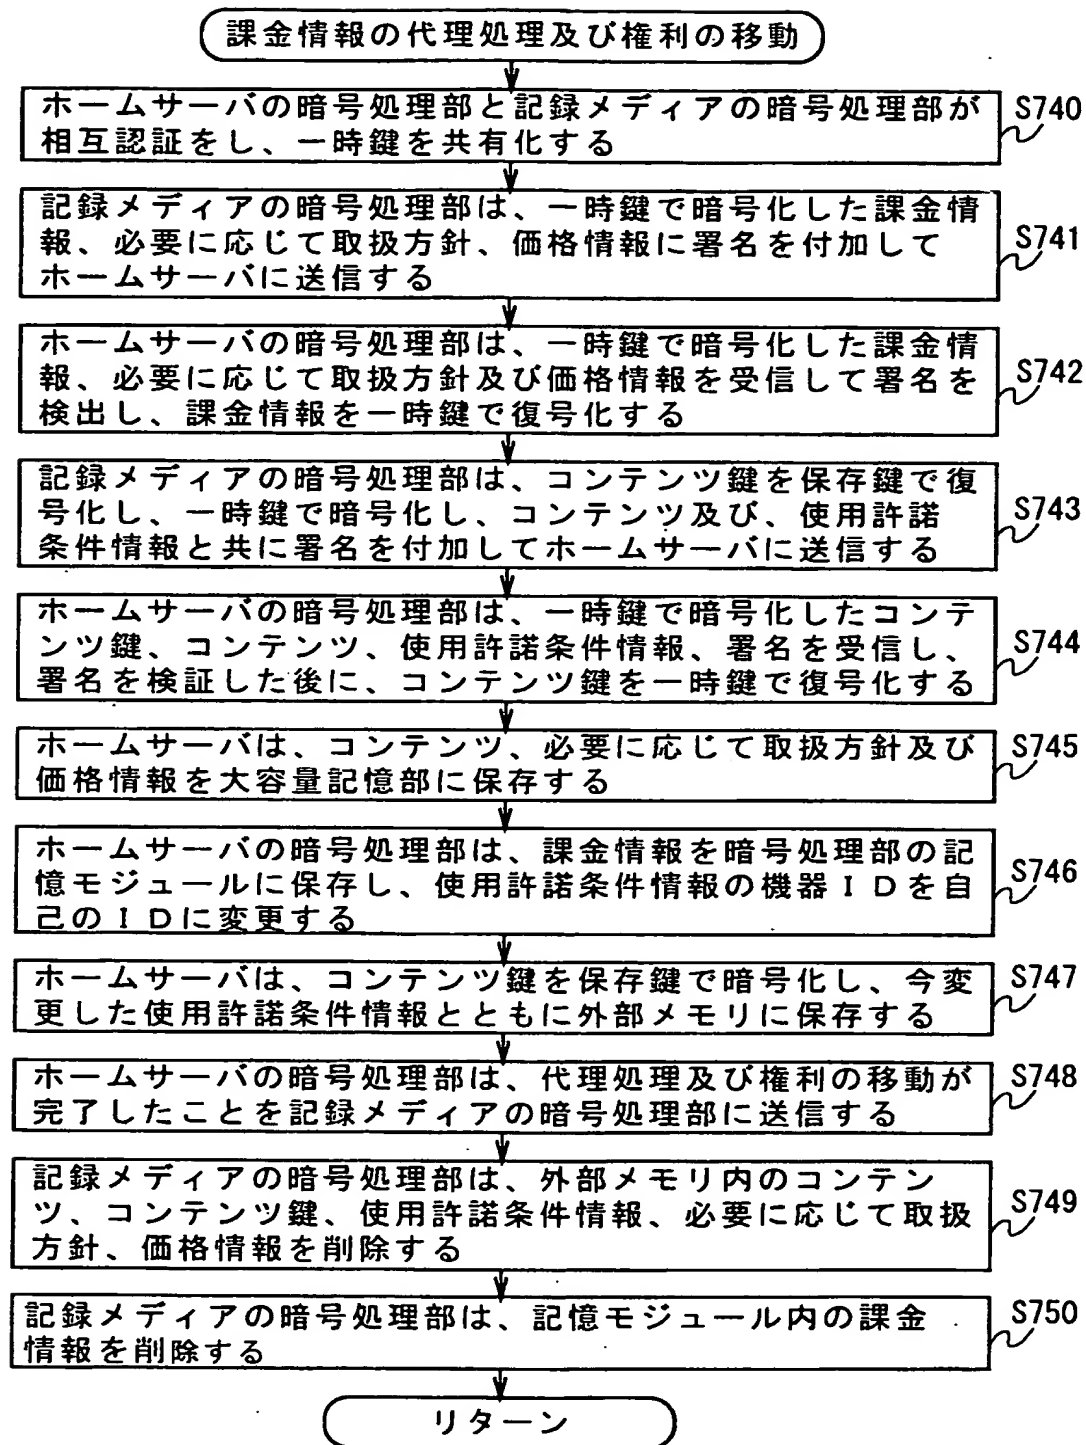 課金情報の代理処理及び権利の移動
ホームサーバの暗号処理部と記録メディアの暗号処理部が
相互認証をし、一時鍵を共有化する
S740
記録メディアの暗号処理部は、一時鍵で暗号化した課金情
報、必要に応じて取扱方針、価格情報に署名を付加して
ホームサーバに送信する
S741
ホームサーバの暗号処理部は、一時鍵で暗号化した課金情
報、必要に応じて取扱方針及び価格情報を受信して署名を
検出し、課金情報を一時鍵で復号化する
S742
記録メディアの暗号処理部は、コンテンツ鍵を保存鍵で復
号化し、一時鍵で暗号化し、コンテンツ及び、使用許諾
条件情報と共に署名を付加してホームサーバに送信する
S743
ホームサーバの暗号処理部は、一時鍵で暗号化したコンテ
ンツ鍵、コンテンツ、使用許諾条件情報、署名を受信し、
署名を検証した後に、コンテンツ鍵を一時鍵で復号化する
S744
ホームサーバは、コンテンツ、必要に応じて取扱方針及び
価格情報を大容量記憶部に保存する
S745
ホームサーバの暗号処理部は、課金情報を暗号処理部の記
憶モジュールに保存し、使用許諾条件情報の機器IDを自
己のIDに変更する
S746
ホームサーバは、コンテンツ鍵を保存鍵で暗号化し、今変
更した使用許諾条件情報とともに外部メモリに保存する
S747
ホームサーバの暗号処理部は、代理処理及び権利の移動が
完了したことを記録メディアの暗号処理部に送信する
S748
記録メディアの暗号処理部は、外部メモリ内のコンテン
ツ、コンテンツ鍵、使用許諾条件情報、必要に応じて取扱
方針、価格情報を削除する
S749
記録メディアの暗号処理部は、記憶モジュール内の課金
情報を削除する
S750
リターン